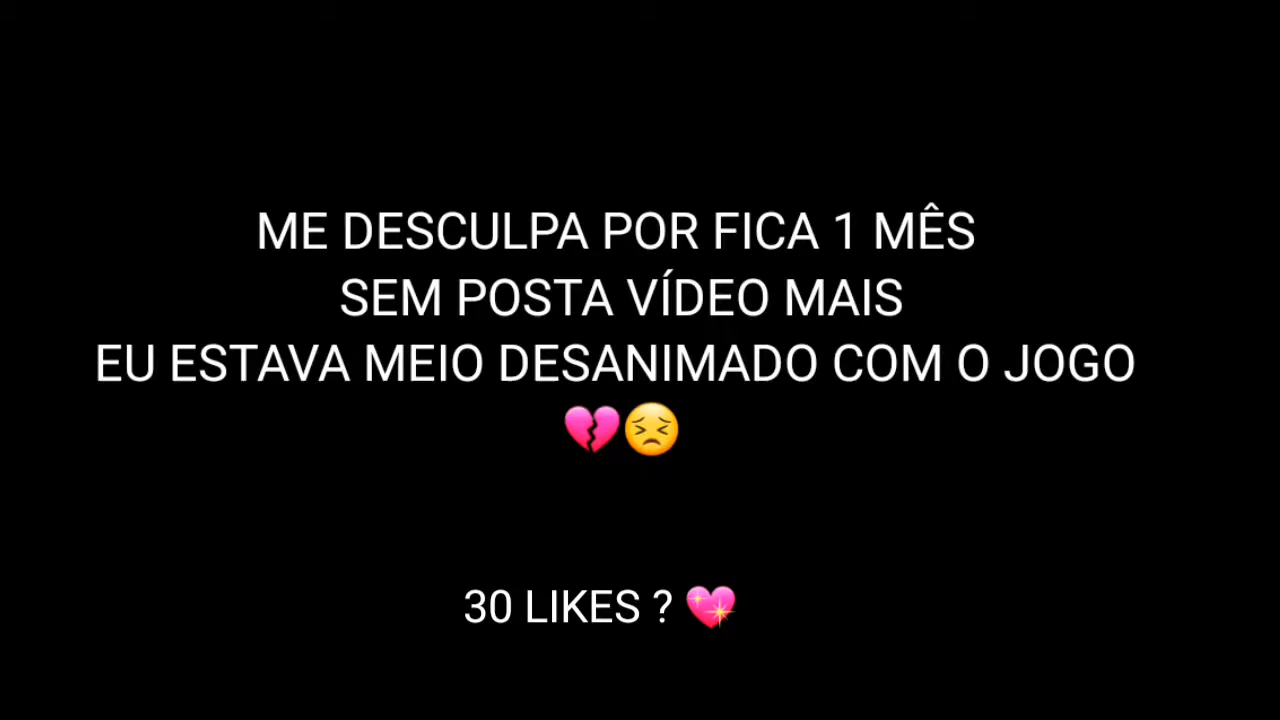 ME DESCULPA POR FICA 1 MÊS
SEM POSTA VÍDEO MAIS
EU ESTAVA MEIO DESANIMADO COM O JOGO
💔😣
30 LIKES ? 💖